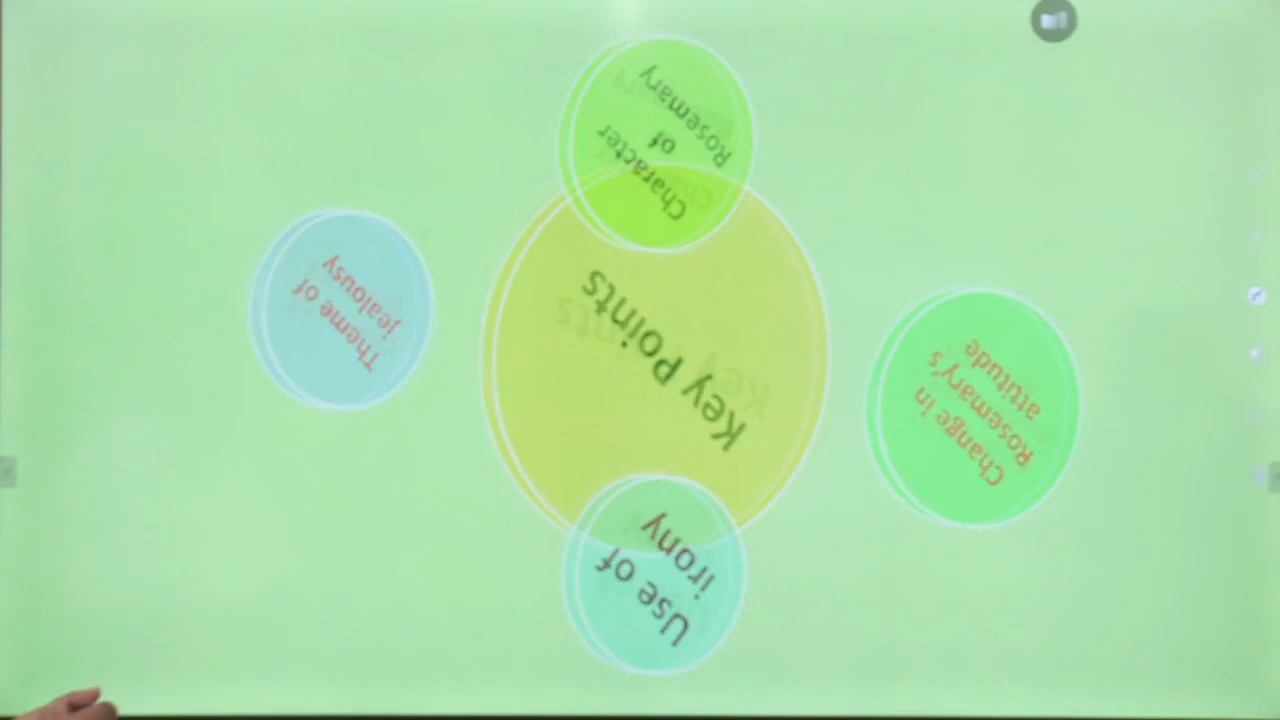 Character
of
Rosemary
Key Points
Theme of
jealousy
Change in
Rosemary's
attitude
Use of
irony